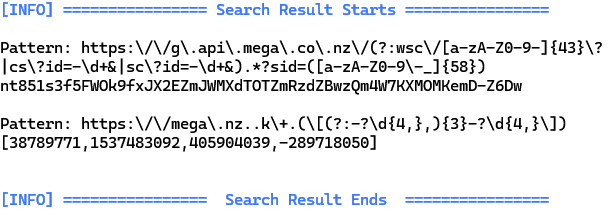 [INFO] ================ Search Result Starts ================
Pattern: https:\/\/g\.api\.mega\.co\.nz\/(?:wsc\/[a-zA-Z0-9-]{43}\?
|cs\?id=-\d+&|sc\?id=-\d+&).*?sid=([a-zA-Z0-9\-_]{58})
nt851s3f5FWOk9fxJX2EZmJWMXdTOTZmRzdZBwzQm4W7KXMOMKemD-Z6Dw
Pattern: https:\/\/mega\.nz..k\+.(\[(?:-?\d{4,},){3}-?\d{4,}\])
[38789771,1537483092,405904039,-289718050]
[INFO] ================  Search Result Ends  ================